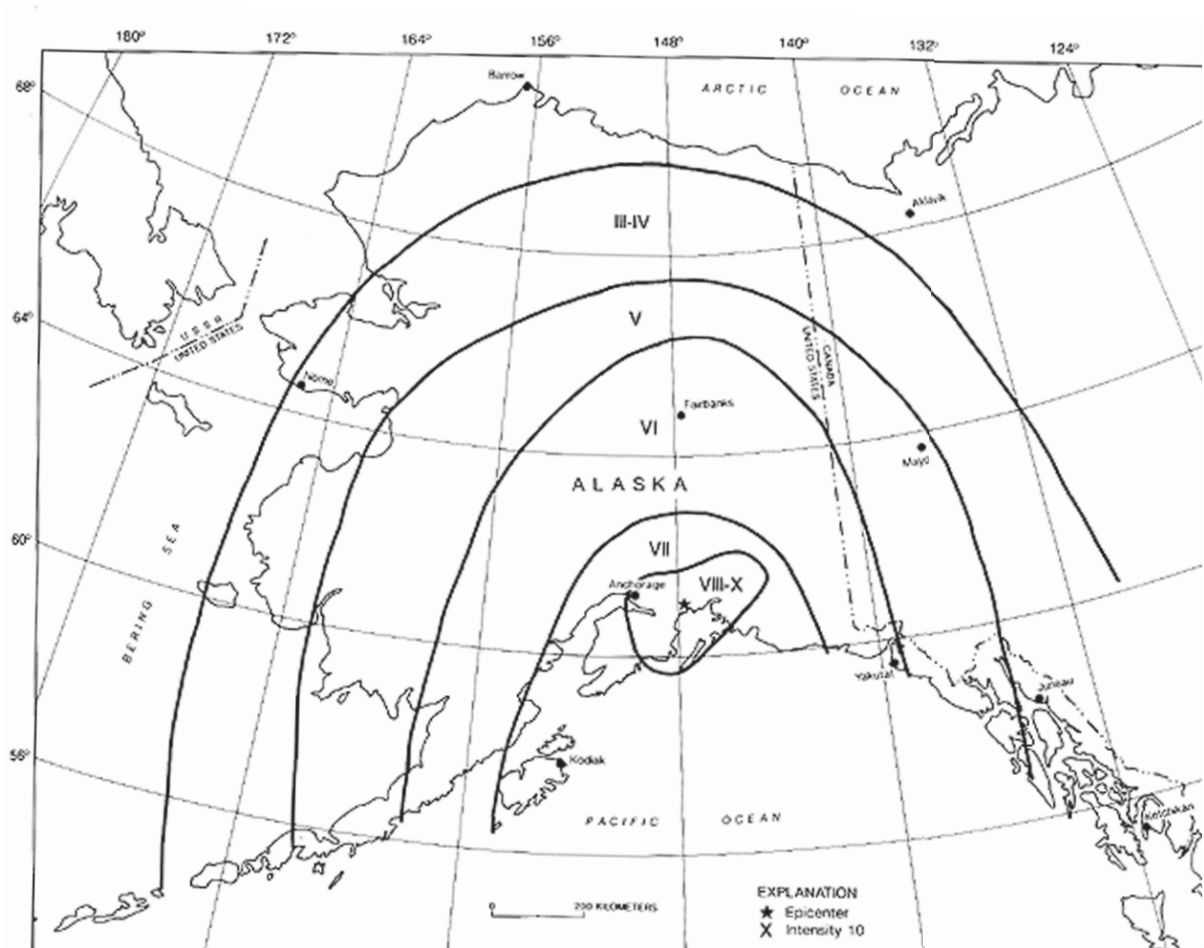 180°
172°
164°
156°
148°
140°
132°
124°
68°
Barrow
ARCTIC OCEAN
Aklavik
III-IV
64°
USSR
UNITED STATES
V
UNITED STATES
CANADA
Nome
Fairbanks
VI
Mayo
ALASKA
60°
BERING SEA
VII
Anchorage
VIII-X
Yakutat
Juneau
56°
Kodiak
PACIFIC OCEAN
Ketchikan
0 200 KILOMETERS
EXPLANATION
★ Epicenter
X Intensity 10